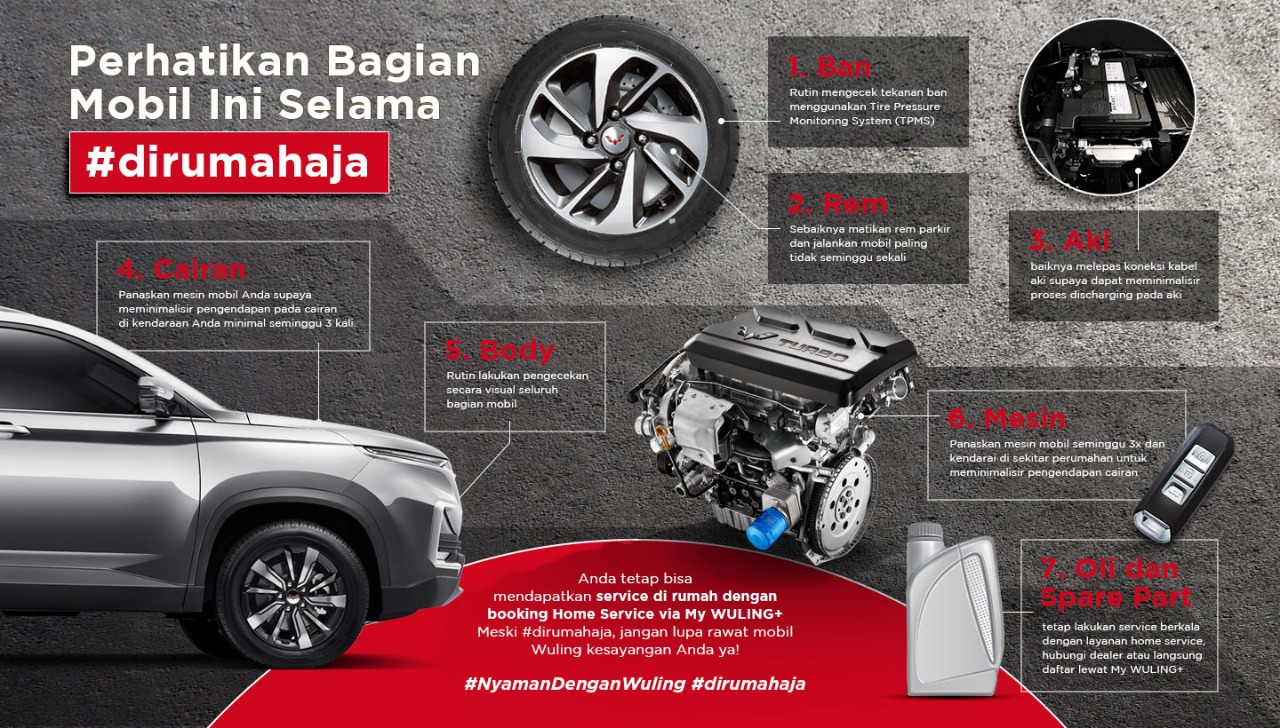 Perhatikan Bagian
Mobil Ini Selama
#dirumahaja
1. Ban
Rutin mengecek tekanan ban
menggunakan Tire Pressure
Monitoring System (TPMS)
2. Rem
Sebaiknya matikan rem parkir
dan jalankan mobil paling
tidak seminggu sekali
3. Aki
baiknya melepas koneksi kabel
aki supaya dapat meminimalisir
proses discharging pada aki
4. Cairan
Panaskan mesin mobil Anda supaya
meminimalisir pengendapan pada cairan
di kendaraan Anda minimal seminggu 3 kali.
5. Body
Rutin lakukan pengecekan
secara visual seluruh
bagian mobil
TURBO
6. Mesin
Panaskan mesin mobil seminggu 3x dan
kendarai di sekitar perumahan untuk
meminimalisir pengendapan cairan
7. Oli dan
Spare Part
tetap lakukan service berkala
dengan layanan home service,
hubungi dealer atau langsung
daftar lewat My WULING+
Anda tetap bisa
mendapatkan service di rumah dengan
booking Home Service via My WULING+
Meski #dirumahaja, jangan lupa rawat mobil
Wuling kesayangan Anda ya!
#NyamanDenganWuling #dirumahaja